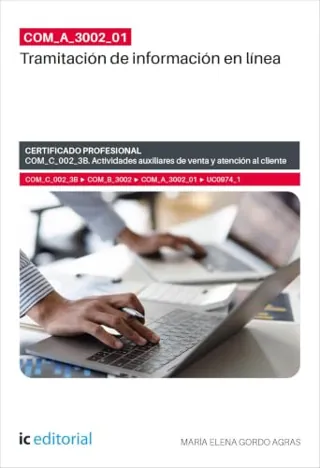 COM_A_3002_01
Tramitación de información en línea
CERTIFICADO PROFESIONAL
COM_C_002_3B. Actividades auxiliares de venta y atención al cliente
COM_C_002_3B ▶ COM_B_3002 ▶ COM_A_3002_01 ▶ UC0974_1
ic editorial
MARÍA ELENA GORDO AGRAS